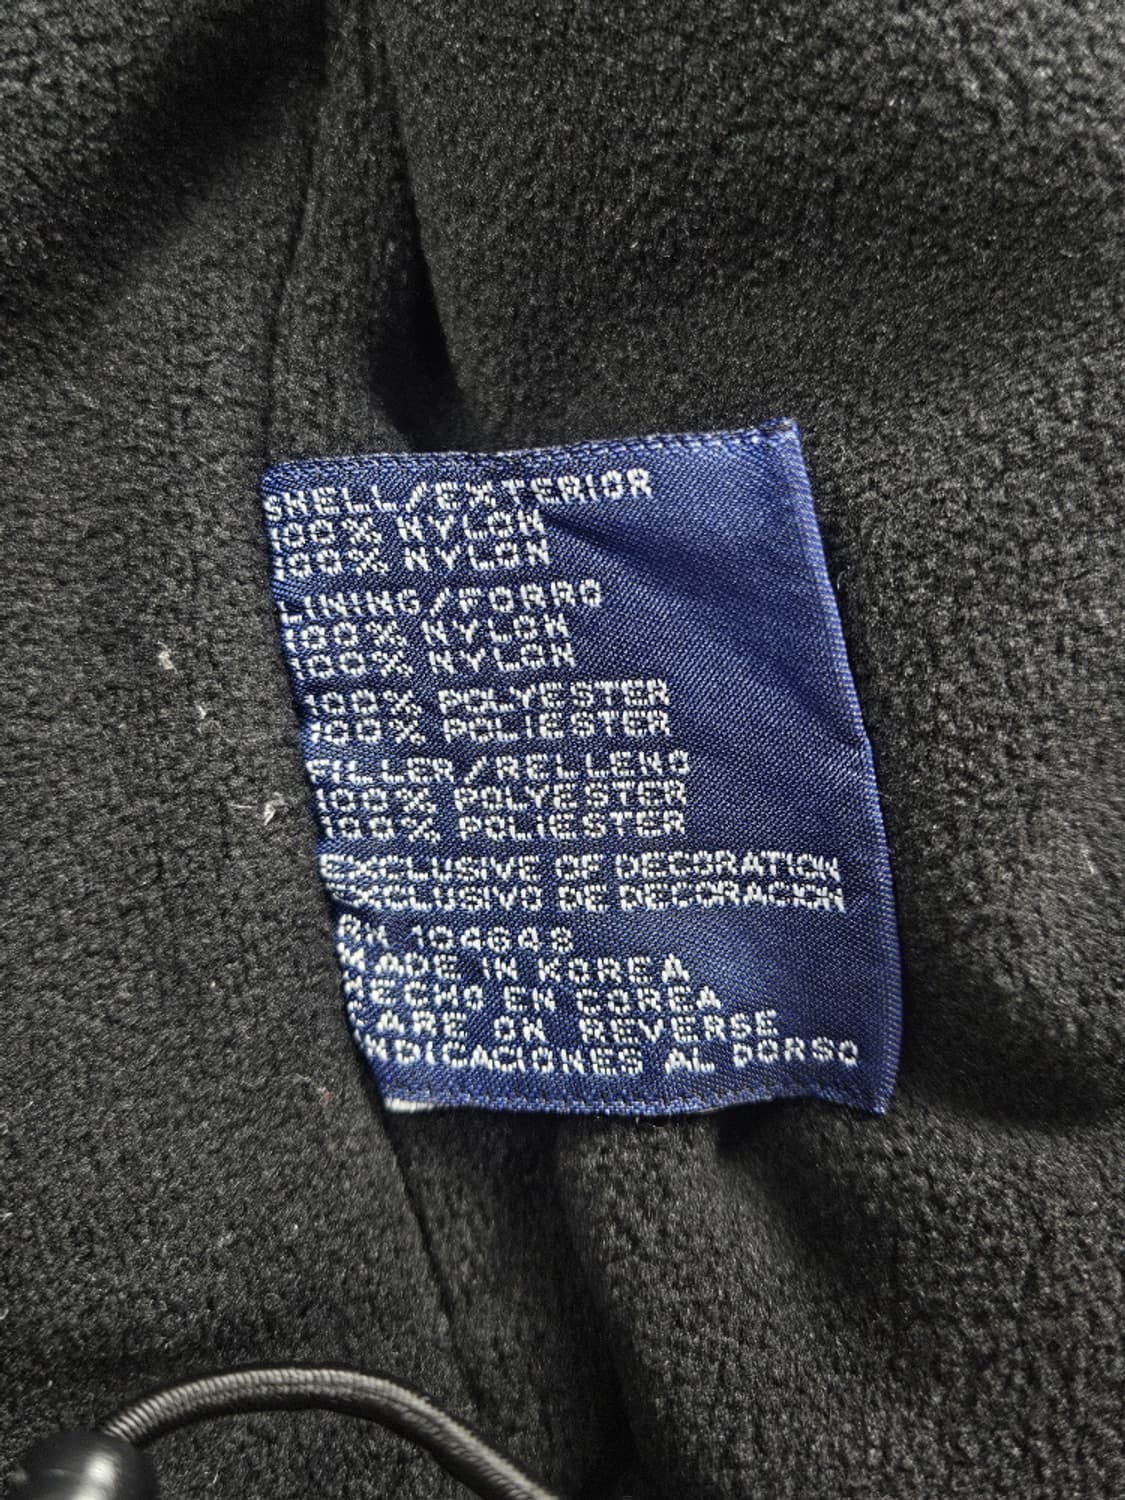 SHELL/EXTERIOR
100% NYLON
100% NYLON
LINING/FORRO
100% NYLON
100% NYLON
100% POLYESTER
100% POLIESTER
FILLER/RELLENO
100% POLYESTER
100% POLIESTER
EXCLUSIVE OF DECORATION
EXCLUSIVO DE DECORACION
RN
MADE IN KOREA
HECHO EN COREA
CARE ON REVERSE
INDICACIONES AL DORSO